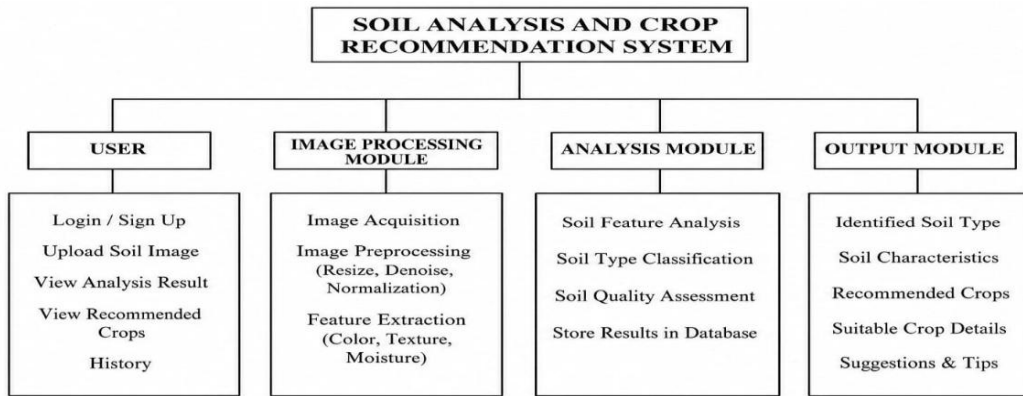 SOIL ANALYSIS AND CROP
RECOMMENDATION SYSTEM
USER
Login / Sign Up
Upload Soil Image
View Analysis Result
View Recommended
Crops
History
IMAGE PROCESSING
MODULE
Image Acquisition
Image Preprocessing
(Resize, Denoise,
Normalization)
Feature Extraction
(Color, Texture,
Moisture)
ANALYSIS MODULE
Soil Feature Analysis
Soil Type Classification
Soil Quality Assessment
Store Results in Database
OUTPUT MODULE
Identified Soil Type
Soil Characteristics
Recommended Crops
Suitable Crop Details
Suggestions & Tips